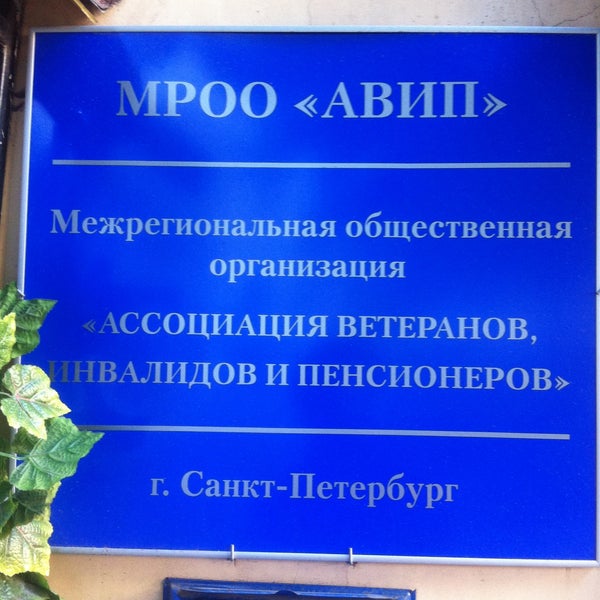 МРОО «АВИП»
Межрегиональная общественная
организация
«АССОЦИАЦИЯ ВЕТЕРАНОВ,
ИНВАЛИДОВ И ПЕНСИОНЕРОВ»
г. Санкт-Петербург